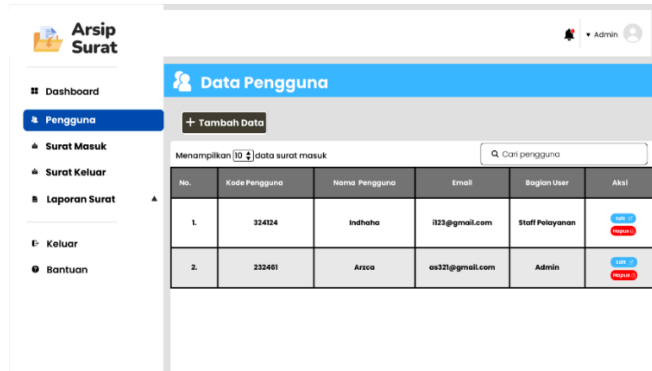 Arsip
Surat
Admin
Dashboard
Pengguna
Surat Masuk
Surat Keluar
Laporan Surat
Keluar
Bantuan
Data Pengguna
+ Tambah Data
Menampilkan 10 data surat masuk
Cari pengguna
No. Kode Pengguna Nama Pengguna Email Bagian User Aksi
1. 324124 Indhaha i123@gmail.com Staff Pelayanan Edit Hapus
2. 232461 Arzca as321@gmail.com Admin Edit Hapus